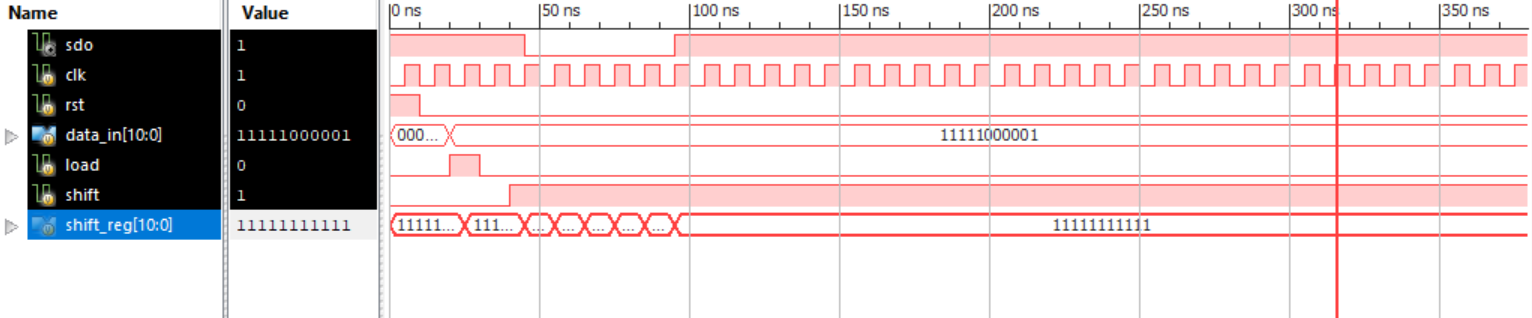 Name Value 0 ns 50 ns 100 ns 150 ns 200 ns 250 ns 300 ns 350 ns
sdo 1
clk 1
rst 0
data_in[10:0] 11111000001 000... 11111000001
load 0
shift 1
shift_reg[10:0] 11111111111 11111... 111... ... ... ... ... ... 11111111111